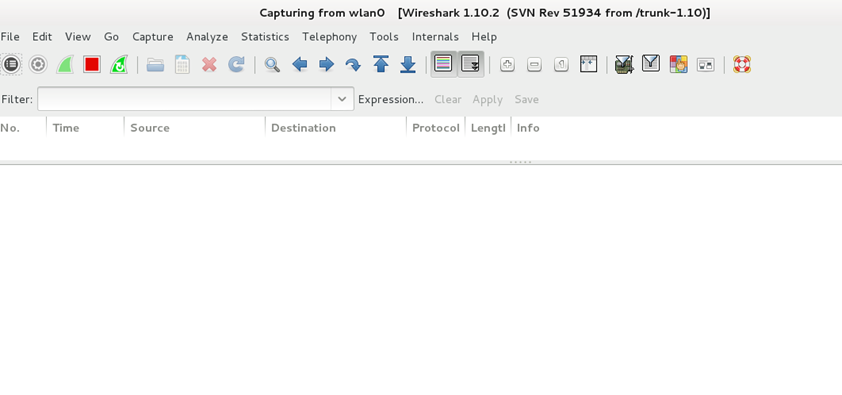 Capturing from wlan0 [Wireshark 1.10.2 (SVN Rev 51934 from /trunk-1.10)]
File Edit View Go Capture Analyze Statistics Telephony Tools Internals Help
Filter: Expression... Clear Apply Save
No. Time Source Destination Protocol Lengtl Info